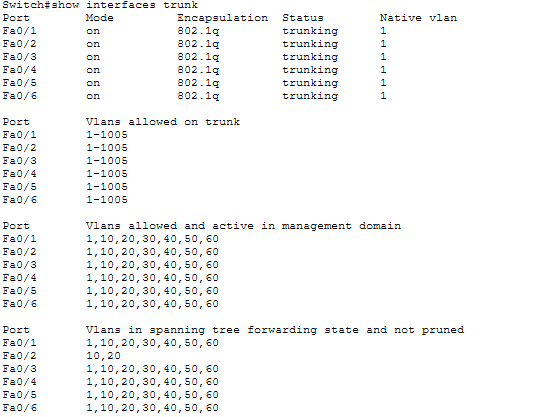 Switch#show interfaces trunk
Port        Mode         Encapsulation  Status        Native vlan
Fa0/1       on           802.1q         trunking      1
Fa0/2       on           802.1q         trunking      1
Fa0/3       on           802.1q         trunking      1
Fa0/4       on           802.1q         trunking      1
Fa0/5       on           802.1q         trunking      1
Fa0/6       on           802.1q         trunking      1
Port        Vlans allowed on trunk
Fa0/1       1-1005
Fa0/2       1-1005
Fa0/3       1-1005
Fa0/4       1-1005
Fa0/5       1-1005
Fa0/6       1-1005
Port        Vlans allowed and active in management domain
Fa0/1       1,10,20,30,40,50,60
Fa0/2       1,10,20,30,40,50,60
Fa0/3       1,10,20,30,40,50,60
Fa0/4       1,10,20,30,40,50,60
Fa0/5       1,10,20,30,40,50,60
Fa0/6       1,10,20,30,40,50,60
Port        Vlans in spanning tree forwarding state and not pruned
Fa0/1       1,10,20,30,40,50,60
Fa0/2       10,20
Fa0/3       1,10,20,30,40,50,60
Fa0/4       1,10,20,30,40,50,60
Fa0/5       1,10,20,30,40,50,60
Fa0/6       1,10,20,30,40,50,60